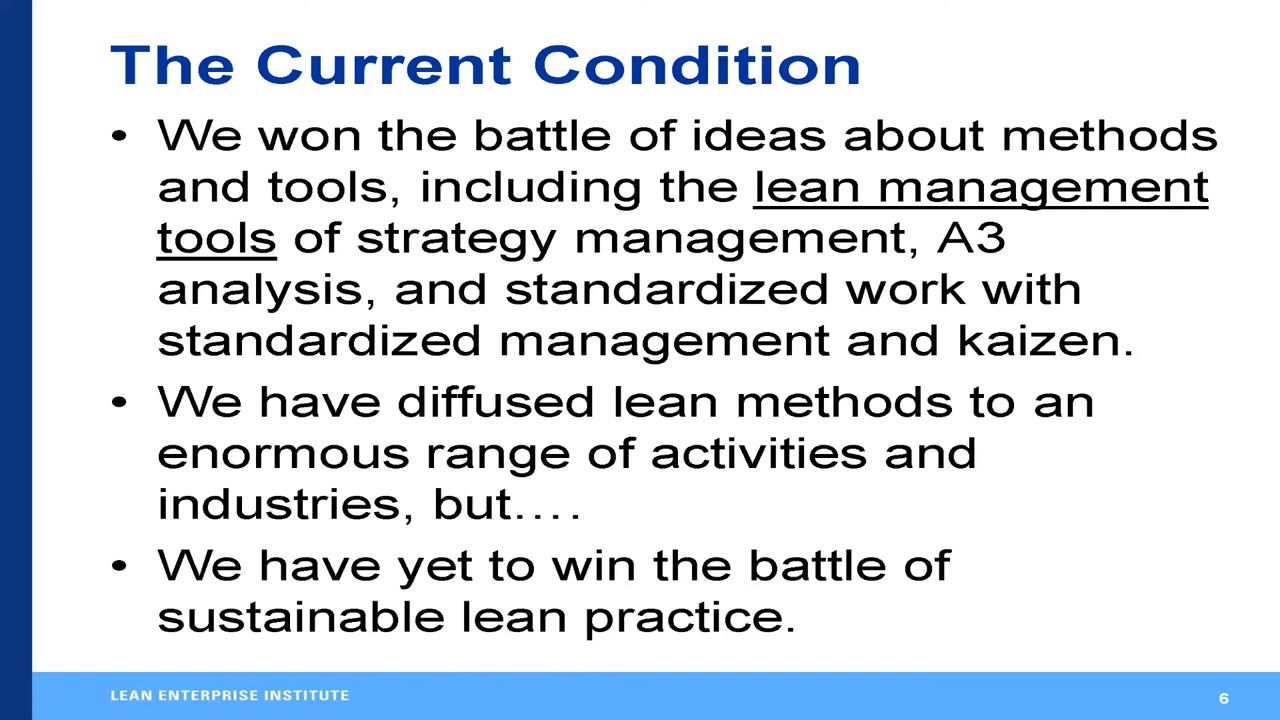 The Current Condition
• We won the battle of ideas about methods
and tools, including the lean management
tools of strategy management, A3
analysis, and standardized work with
standardized management and kaizen.
• We have diffused lean methods to an
enormous range of activities and
industries, but….
• We have yet to win the battle of
sustainable lean practice.
LEAN ENTERPRISE INSTITUTE
6